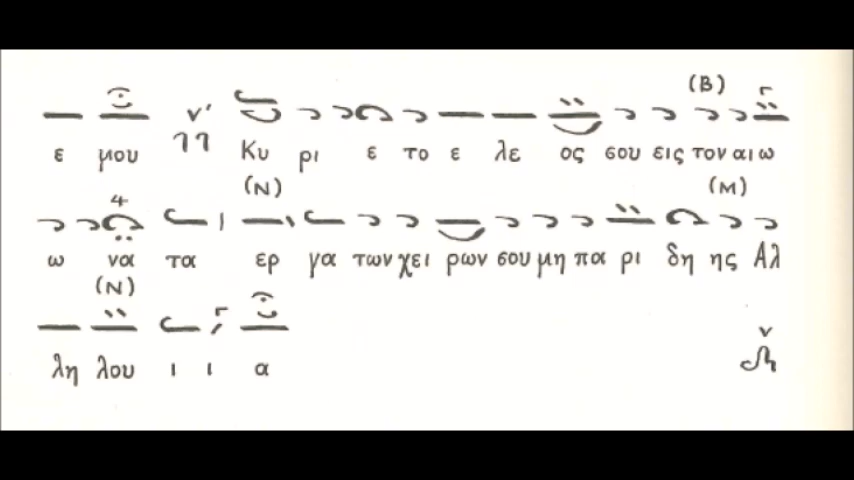 (Β)
ε μου ν' Κυ ρι ε το ε λε ος σου εις τον αι ω
(Ν) (Μ)
4
ω να τα ερ γα των χει ρων σου μη πα ρι δη ης Αλ
(Ν)
λη λου ι ι α
ν